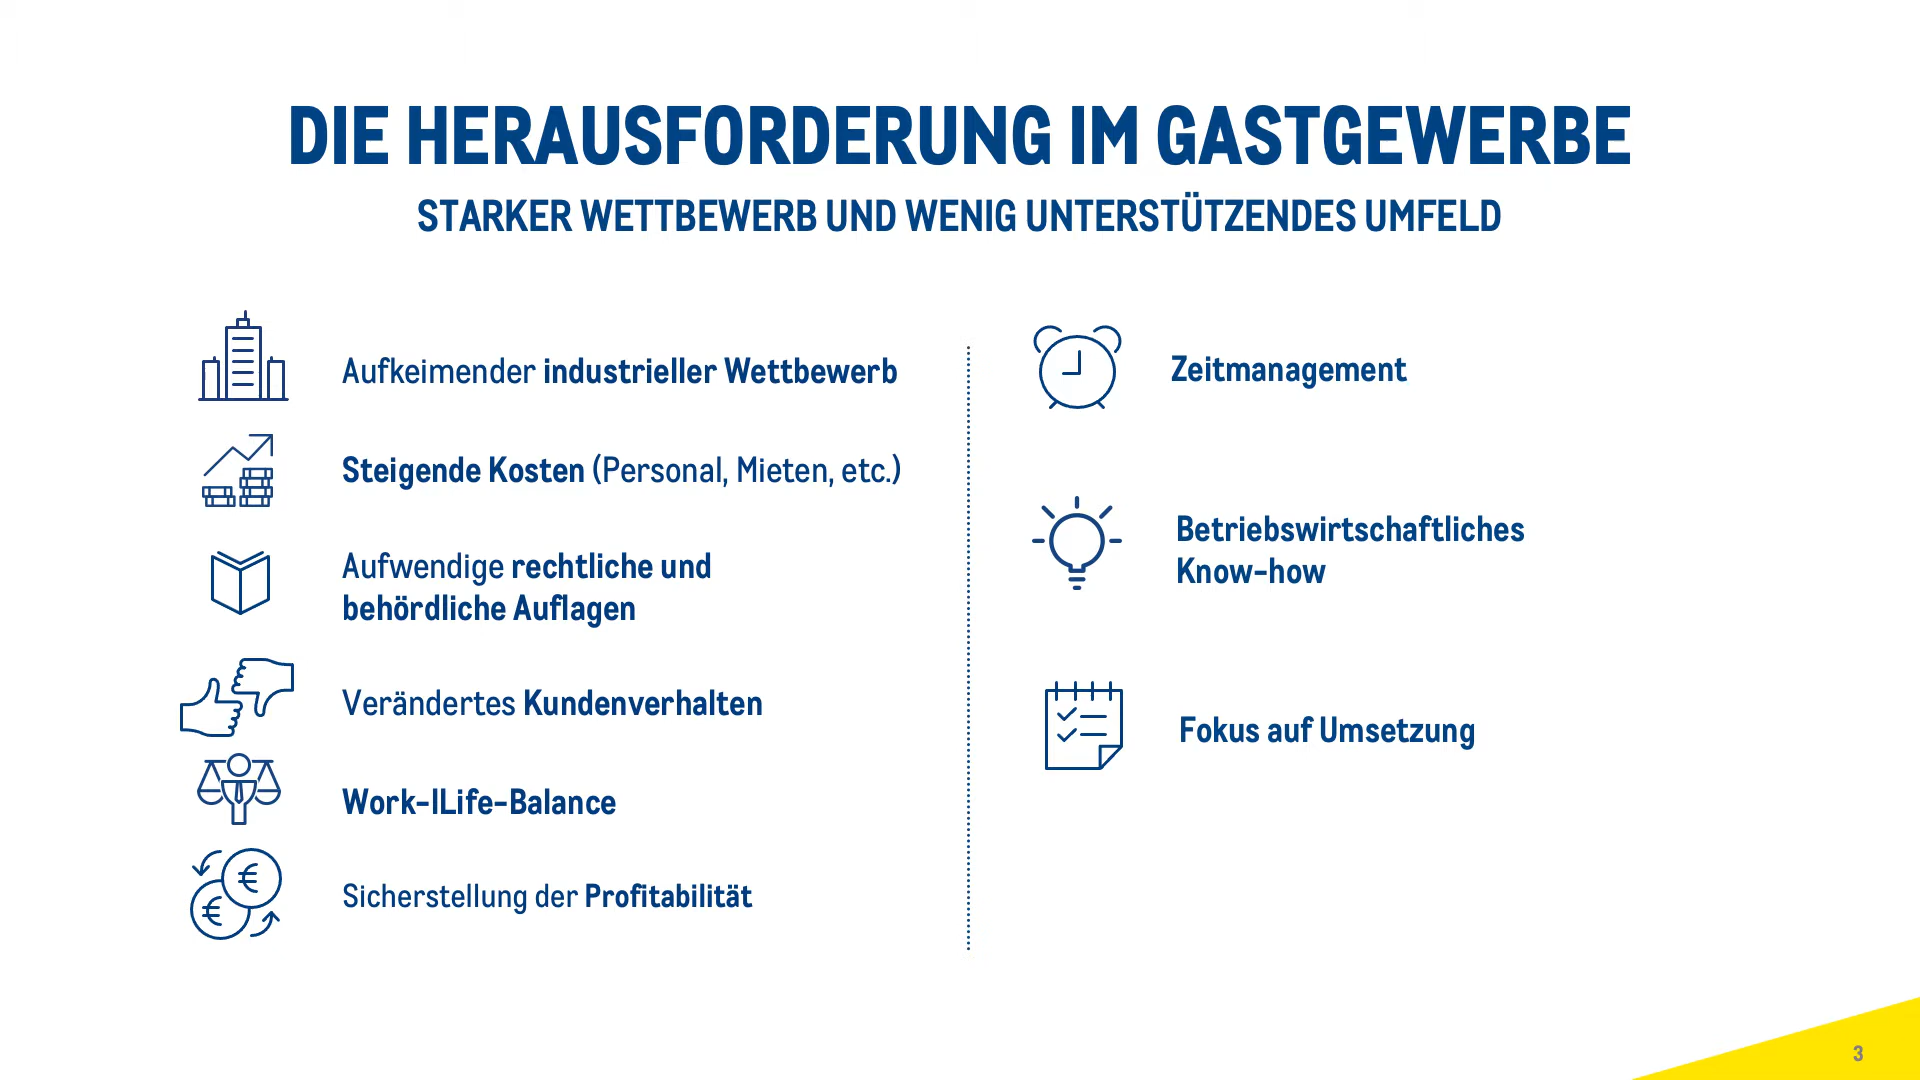 DIE HERAUSFORDERUNG IM GASTGEWERBE
STARKER WETTBEWERB UND WENIG UNTERSTÜTZENDES UMFELD
Aufkeimender industrieller Wettbewerb
Steigende Kosten (Personal, Mieten, etc.)
Aufwendige rechtliche und
behördliche Auflagen
Verändertes Kundenverhalten
Work-lLife-Balance
Sicherstellung der Profitabilität
Zeitmanagement
Betriebswirtschaftliches
Know-how
Fokus auf Umsetzung
€
€
3